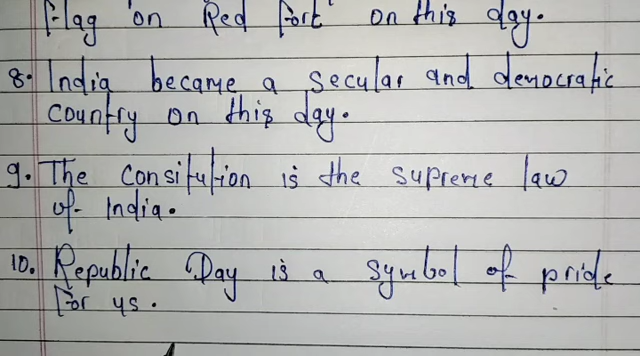 Flag on Red Fort on this day.
8. India became a secular and democratic
country on this day.
9. The Consitution is the supreme law
of India.
10. Republic Day is a symbol of pride
For us.